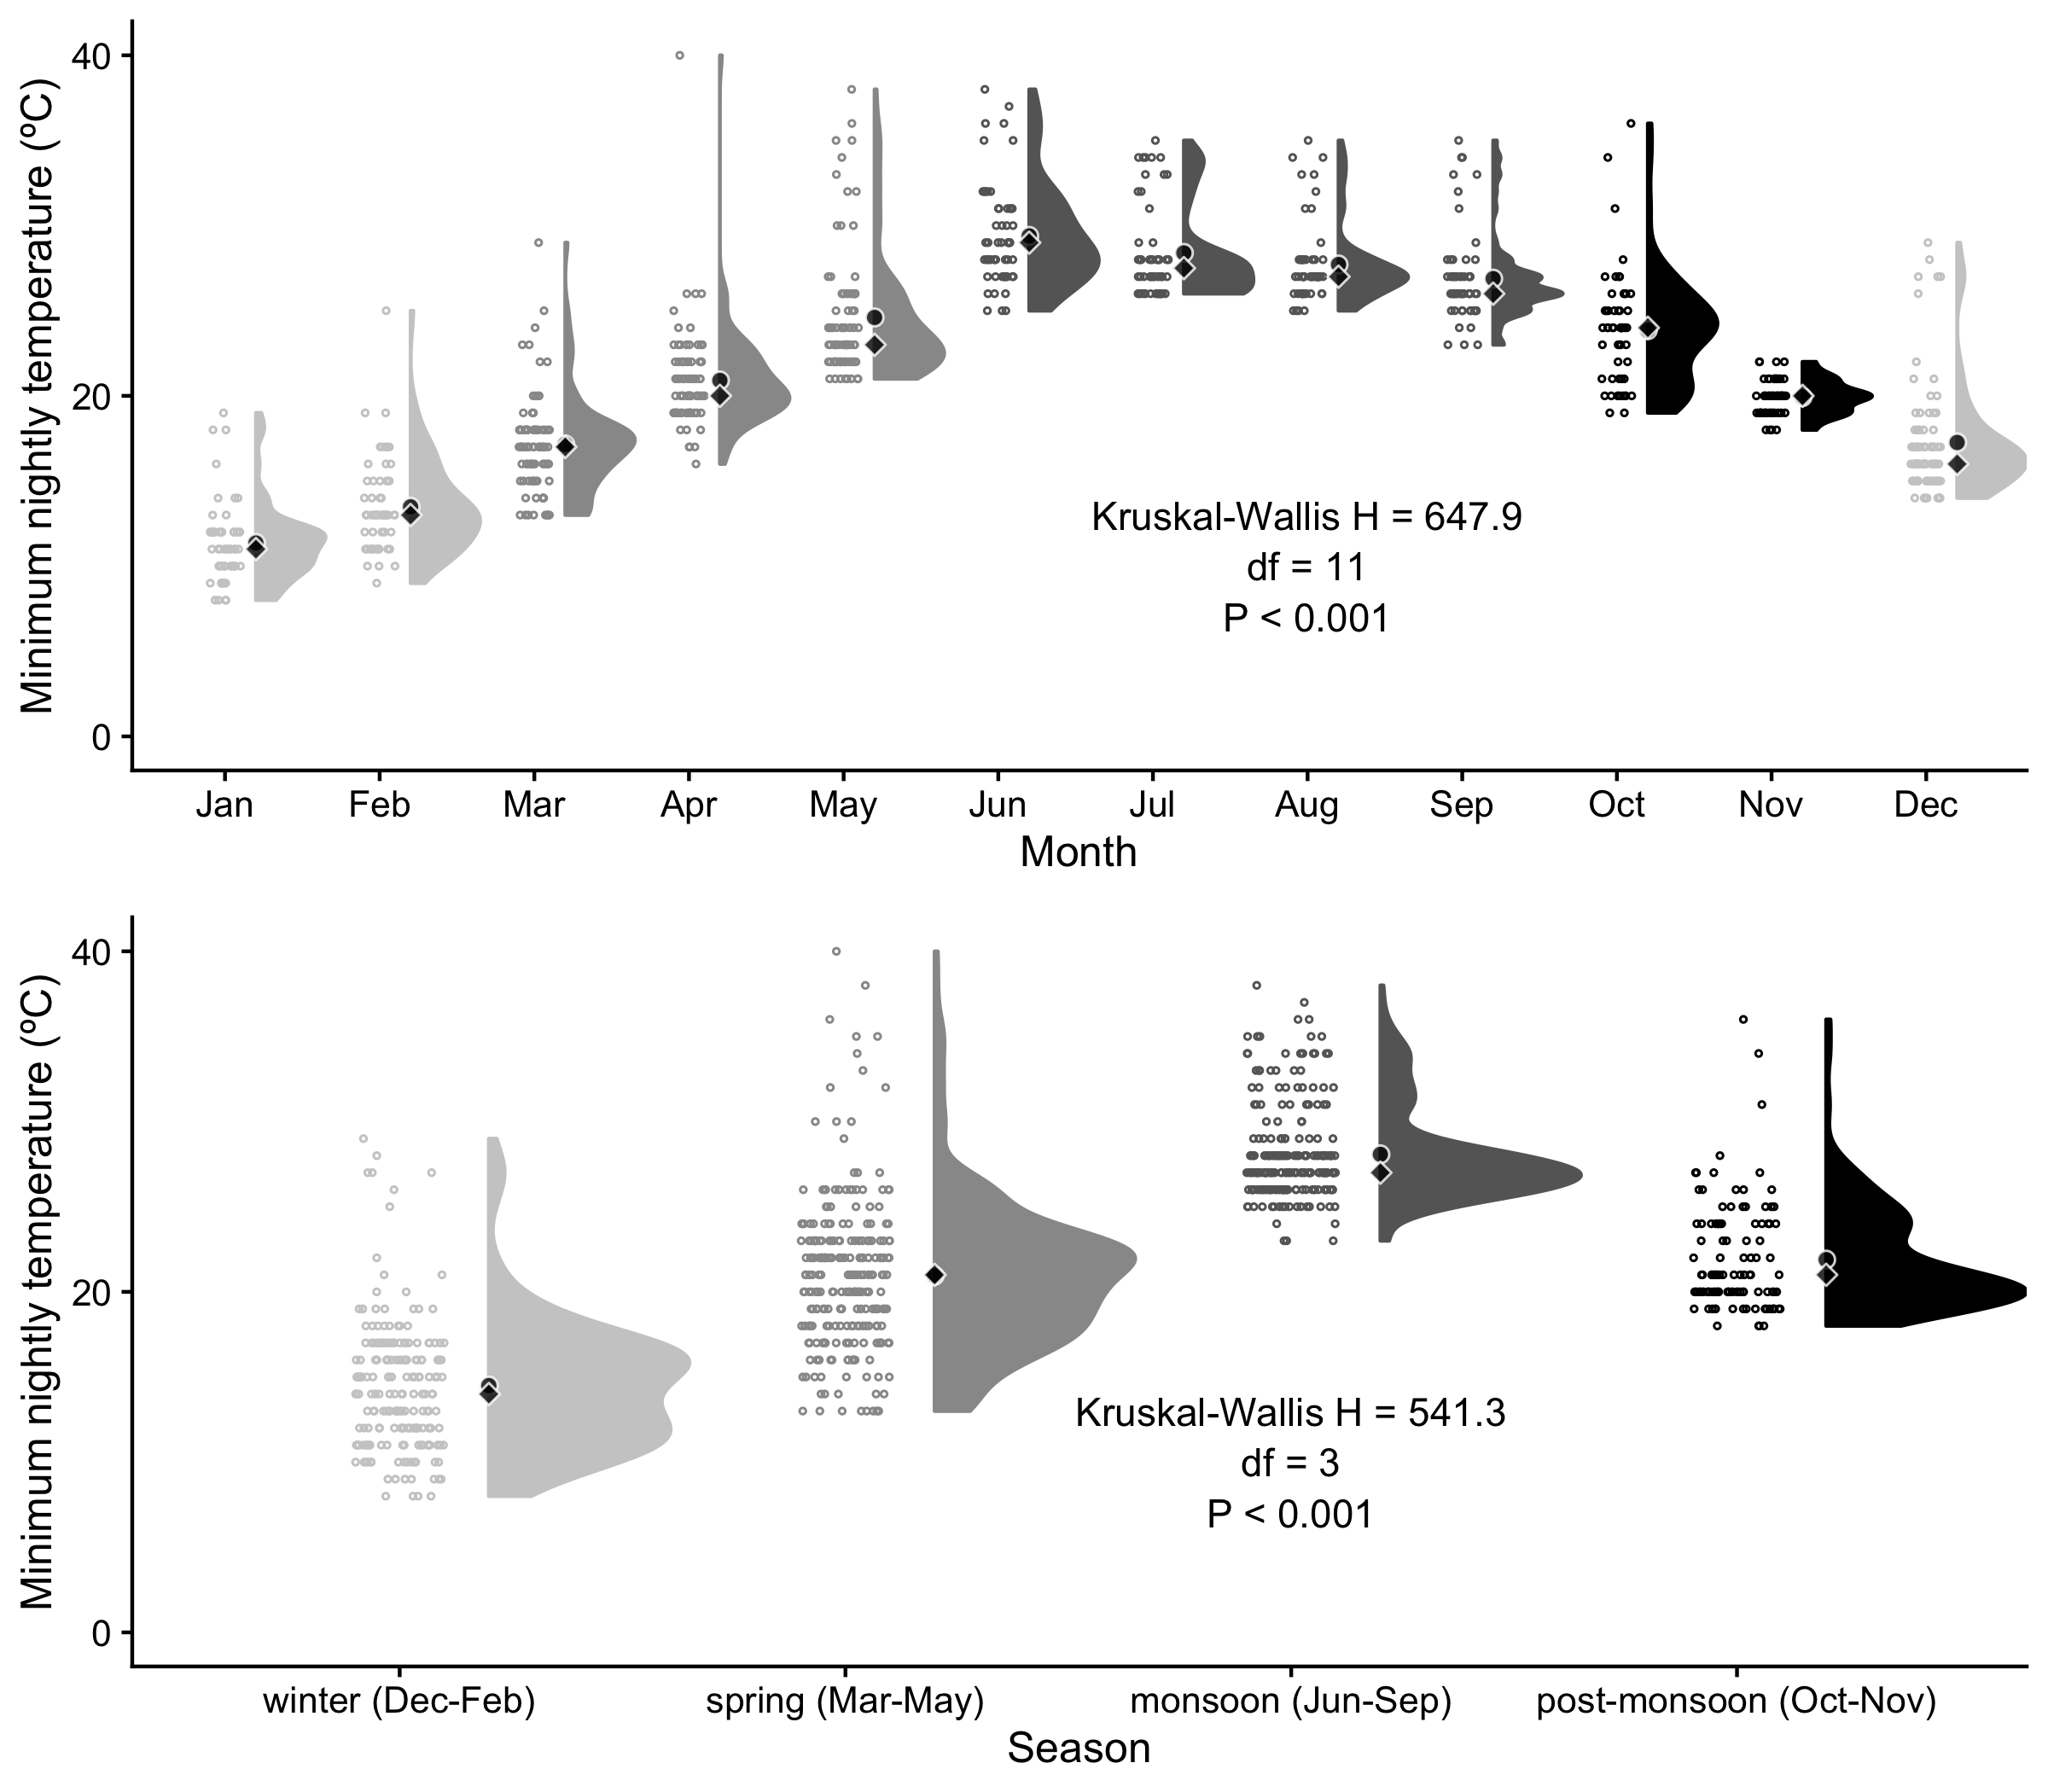 Minimum nightly temperature (ºC)
40
20
0
Kruskal-Wallis H = 647.9
df = 11
P < 0.001
Jan Feb Mar Apr May Jun Jul Aug Sep Oct Nov Dec
Month
Minimum nightly temperature (ºC)
40
20
0
Kruskal-Wallis H = 541.3
df = 3
P < 0.001
winter (Dec-Feb) spring (Mar-May) monsoon (Jun-Sep) post-monsoon (Oct-Nov)
Season